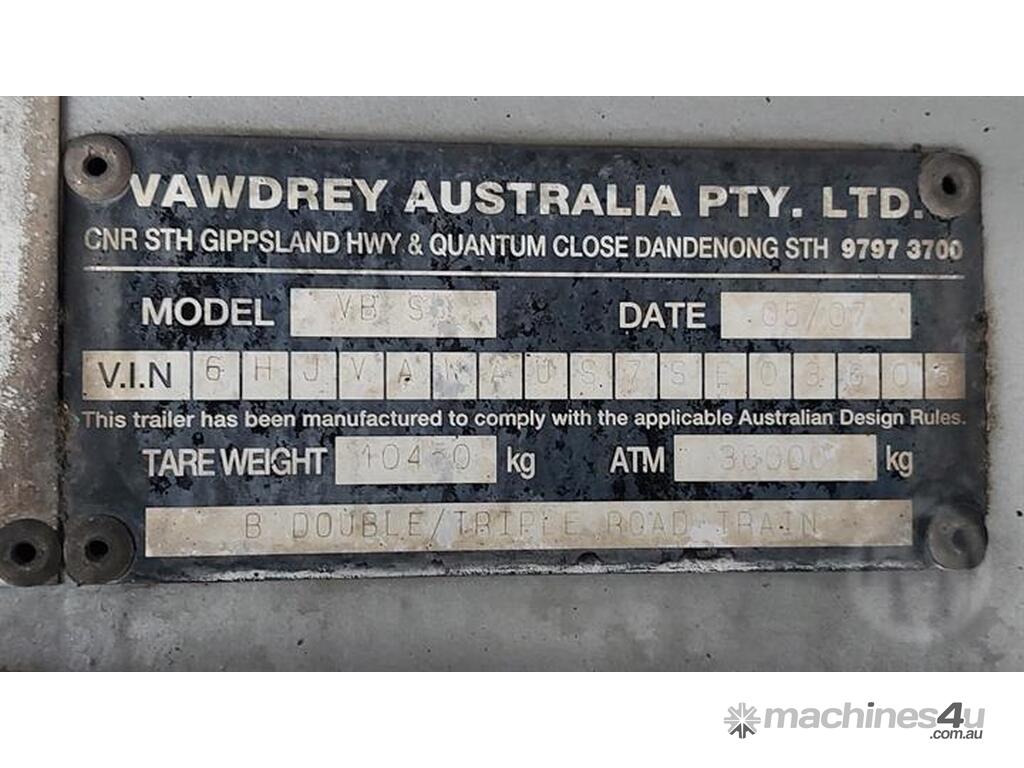 VAWDREY AUSTRALIA PTY. LTD.
CNR STH GIPPSLAND HWY & QUANTUM CLOSE DANDENONG STH 9797 3700
MODEL VB DATE 05/07
V.I.N
This trailer has been manufactured to comply with the applicable Australian Design Rules.
TARE WEIGHT kg ATM kg
B DOUBLE/TRIPLE ROAD TRAIN
machines4u
.com.au